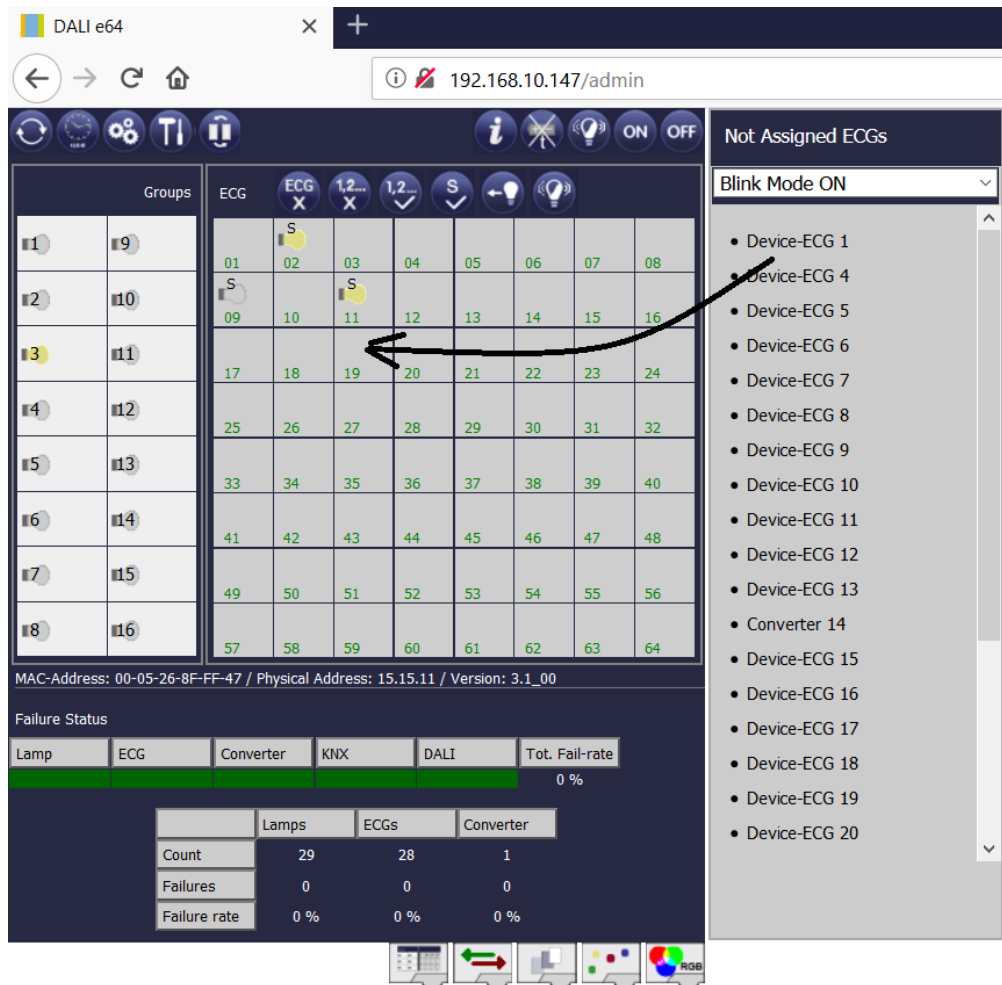 DALI e64
192.168.10.147/admin
TI
i
ON
OFF
Not Assigned ECGs
Groups
ECG
ECG X
1,2... X
1,2...
S
Blink Mode ON
1
9
2
10
3
11
4
12
5
13
6
14
7
15
8
16
S
01 02 03 04 05 06 07 08
S S
09 10 11 12 13 14 15 16
17 18 19 20 21 22 23 24
25 26 27 28 29 30 31 32
33 34 35 36 37 38 39 40
41 42 43 44 45 46 47 48
49 50 51 52 53 54 55 56
57 58 59 60 61 62 63 64
• Device-ECG 1
• Device-ECG 4
• Device-ECG 5
• Device-ECG 6
• Device-ECG 7
• Device-ECG 8
• Device-ECG 9
• Device-ECG 10
• Device-ECG 11
• Device-ECG 12
• Device-ECG 13
• Converter 14
• Device-ECG 15
• Device-ECG 16
• Device-ECG 17
• Device-ECG 18
• Device-ECG 19
• Device-ECG 20
MAC-Address: 00-05-26-8F-FF-47 / Physical Address: 15.15.11 / Version: 3.1_00
Failure Status
Lamp ECG Converter KNX DALI Tot. Fail-rate
0 %
Lamps ECGs Converter
Count 29 28 1
Failures 0 0 0
Failure rate 0 % 0 % 0 %
RGB